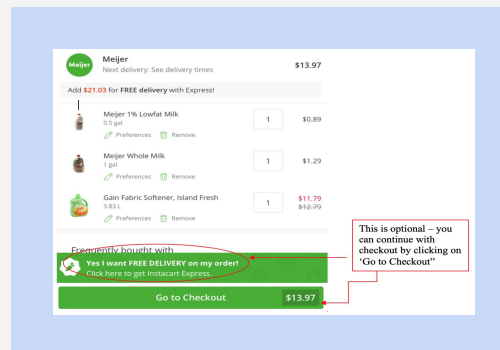 Meijer
Meijer
Next delivery: See delivery times
$13.97
Add $21.03 for FREE delivery with Express!
Meijer 1% Lowfat Milk
0.5 gal
1
$0.89
Preferences Remove
Meijer Whole Milk
1 gal
1
$1.29
Preferences Remove
Gain Fabric Softener, Island Fresh
3.83 L
1
$11.79
$12.79
Preferences Remove
Frequently bought with
Yes I want FREE DELIVERY on my order!
Click here to get Instacart Express.
Go to Checkout $13.97
This is optional – you
can continue with
checkout by clicking on
‘Go to Checkout”